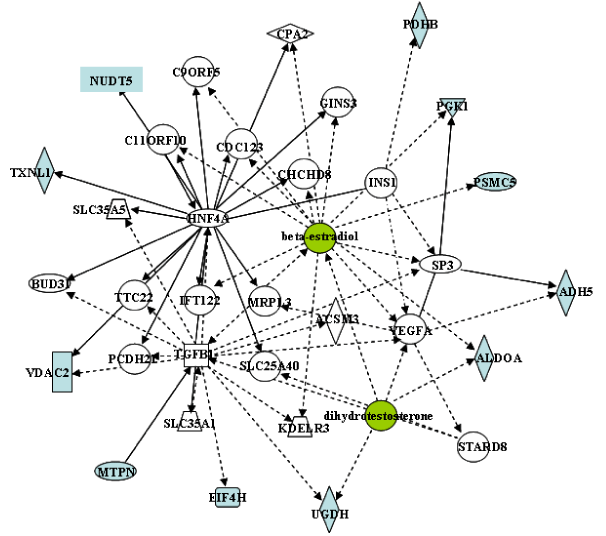 PDHB
CPA2
C9ORF5
NUDT5
GINS3
PGK1
C11ORF10
CDC123
TXNL1
CHCHD8
INS1
PSMC5
SLC35A5
HNF4A
beta-estradiol
SP3
BUD31
TTC22
IFT122
MRPL3
ADH5
ACSM3
VEGFA
PCDH21
TGFB1
SLC25A40
ALDOA
VDAC2
dihydrotestosterone
SLC35A1
KDELR3
STARD8
MTPN
EIF4H
UGDH